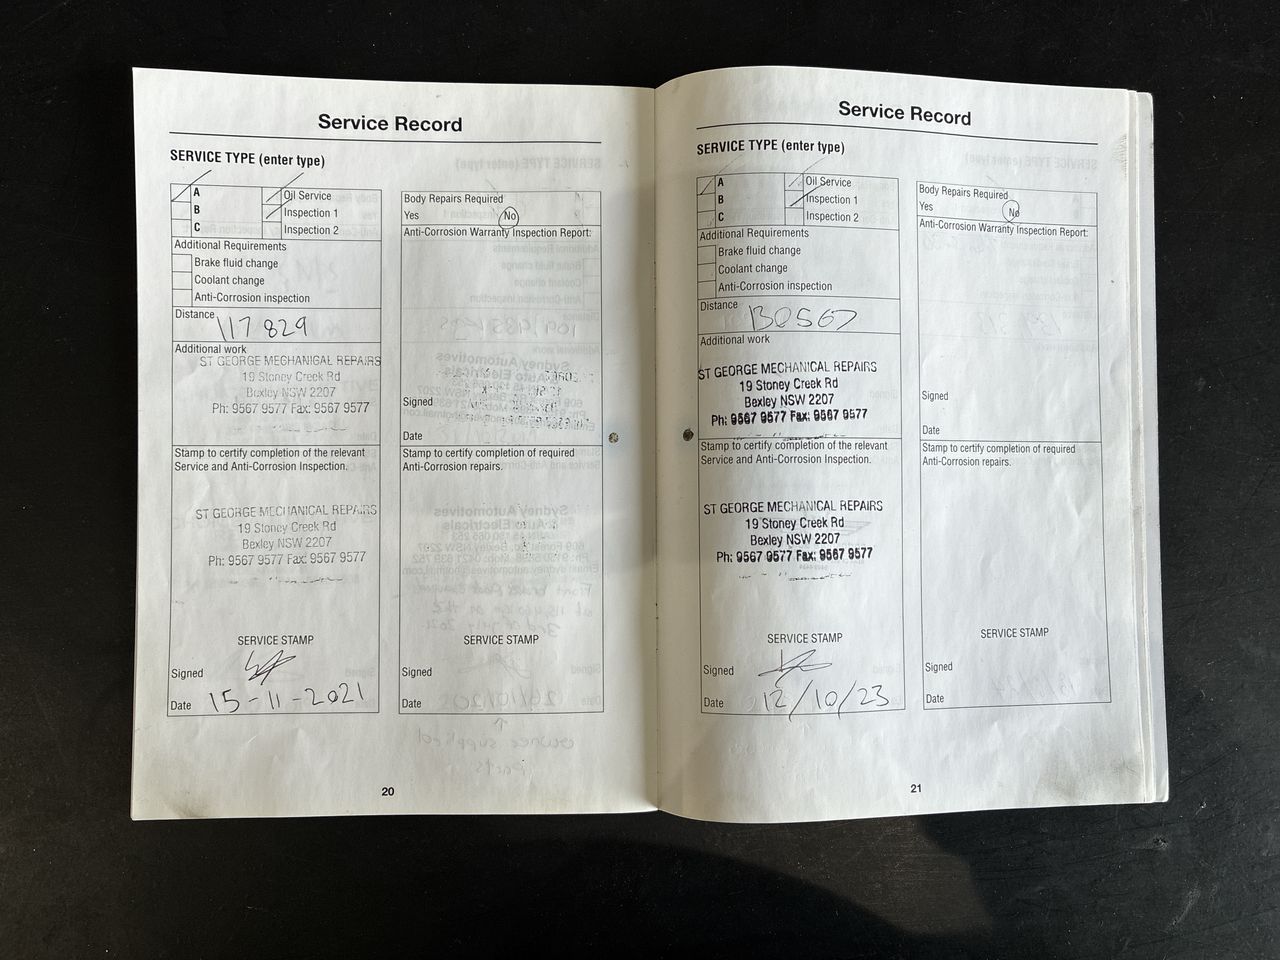 Service Record
SERVICE TYPE (enter type)
A
B
C
Oil Service
Inspection 1
Inspection 2
Additional Requirements
Brake fluid change
Coolant change
Anti-Corrosion inspection
Distance 117 829
Additional work
ST GEORGE MECHANICAL REPAIRS
19 Stoney Creek Rd
Bexley NSW 2207
Ph: 9567 9577 Fax: 9567 9577
Stamp to certify completion of the relevant
Service and Anti-Corrosion Inspection.
ST GEORGE MECHANICAL REPAIRS
19 Stoney Creek Rd
Bexley NSW 2207
Ph: 9567 9577 Fax: 9567 9577
SERVICE STAMP
Signed
Date 15-11-2021
Body Repairs Required
Yes No
Anti-Corrosion Warranty Inspection Report:
Signed
Date
Stamp to certify completion of required
Anti-Corrosion repairs.
SERVICE STAMP
Signed
Date
20
Service Record
SERVICE TYPE (enter type)
A
B
C
Oil Service
Inspection 1
Inspection 2
Additional Requirements
Brake fluid change
Coolant change
Anti-Corrosion inspection
Distance 130567
Additional work
ST GEORGE MECHANICAL REPAIRS
19 Stoney Creek Rd
Bexley NSW 2207
Ph: 9567 9577 Fax: 9567 9577
Stamp to certify completion of the relevant
Service and Anti-Corrosion Inspection.
ST GEORGE MECHANICAL REPAIRS
19 Stoney Creek Rd
Bexley NSW 2207
Ph: 9567 9577 Fax: 9567 9577
SERVICE STAMP
Signed
Date 12/10/23
Body Repairs Required
Yes No
Anti-Corrosion Warranty Inspection Report:
Signed
Date
Stamp to certify completion of required
Anti-Corrosion repairs.
SERVICE STAMP
Signed
Date
21